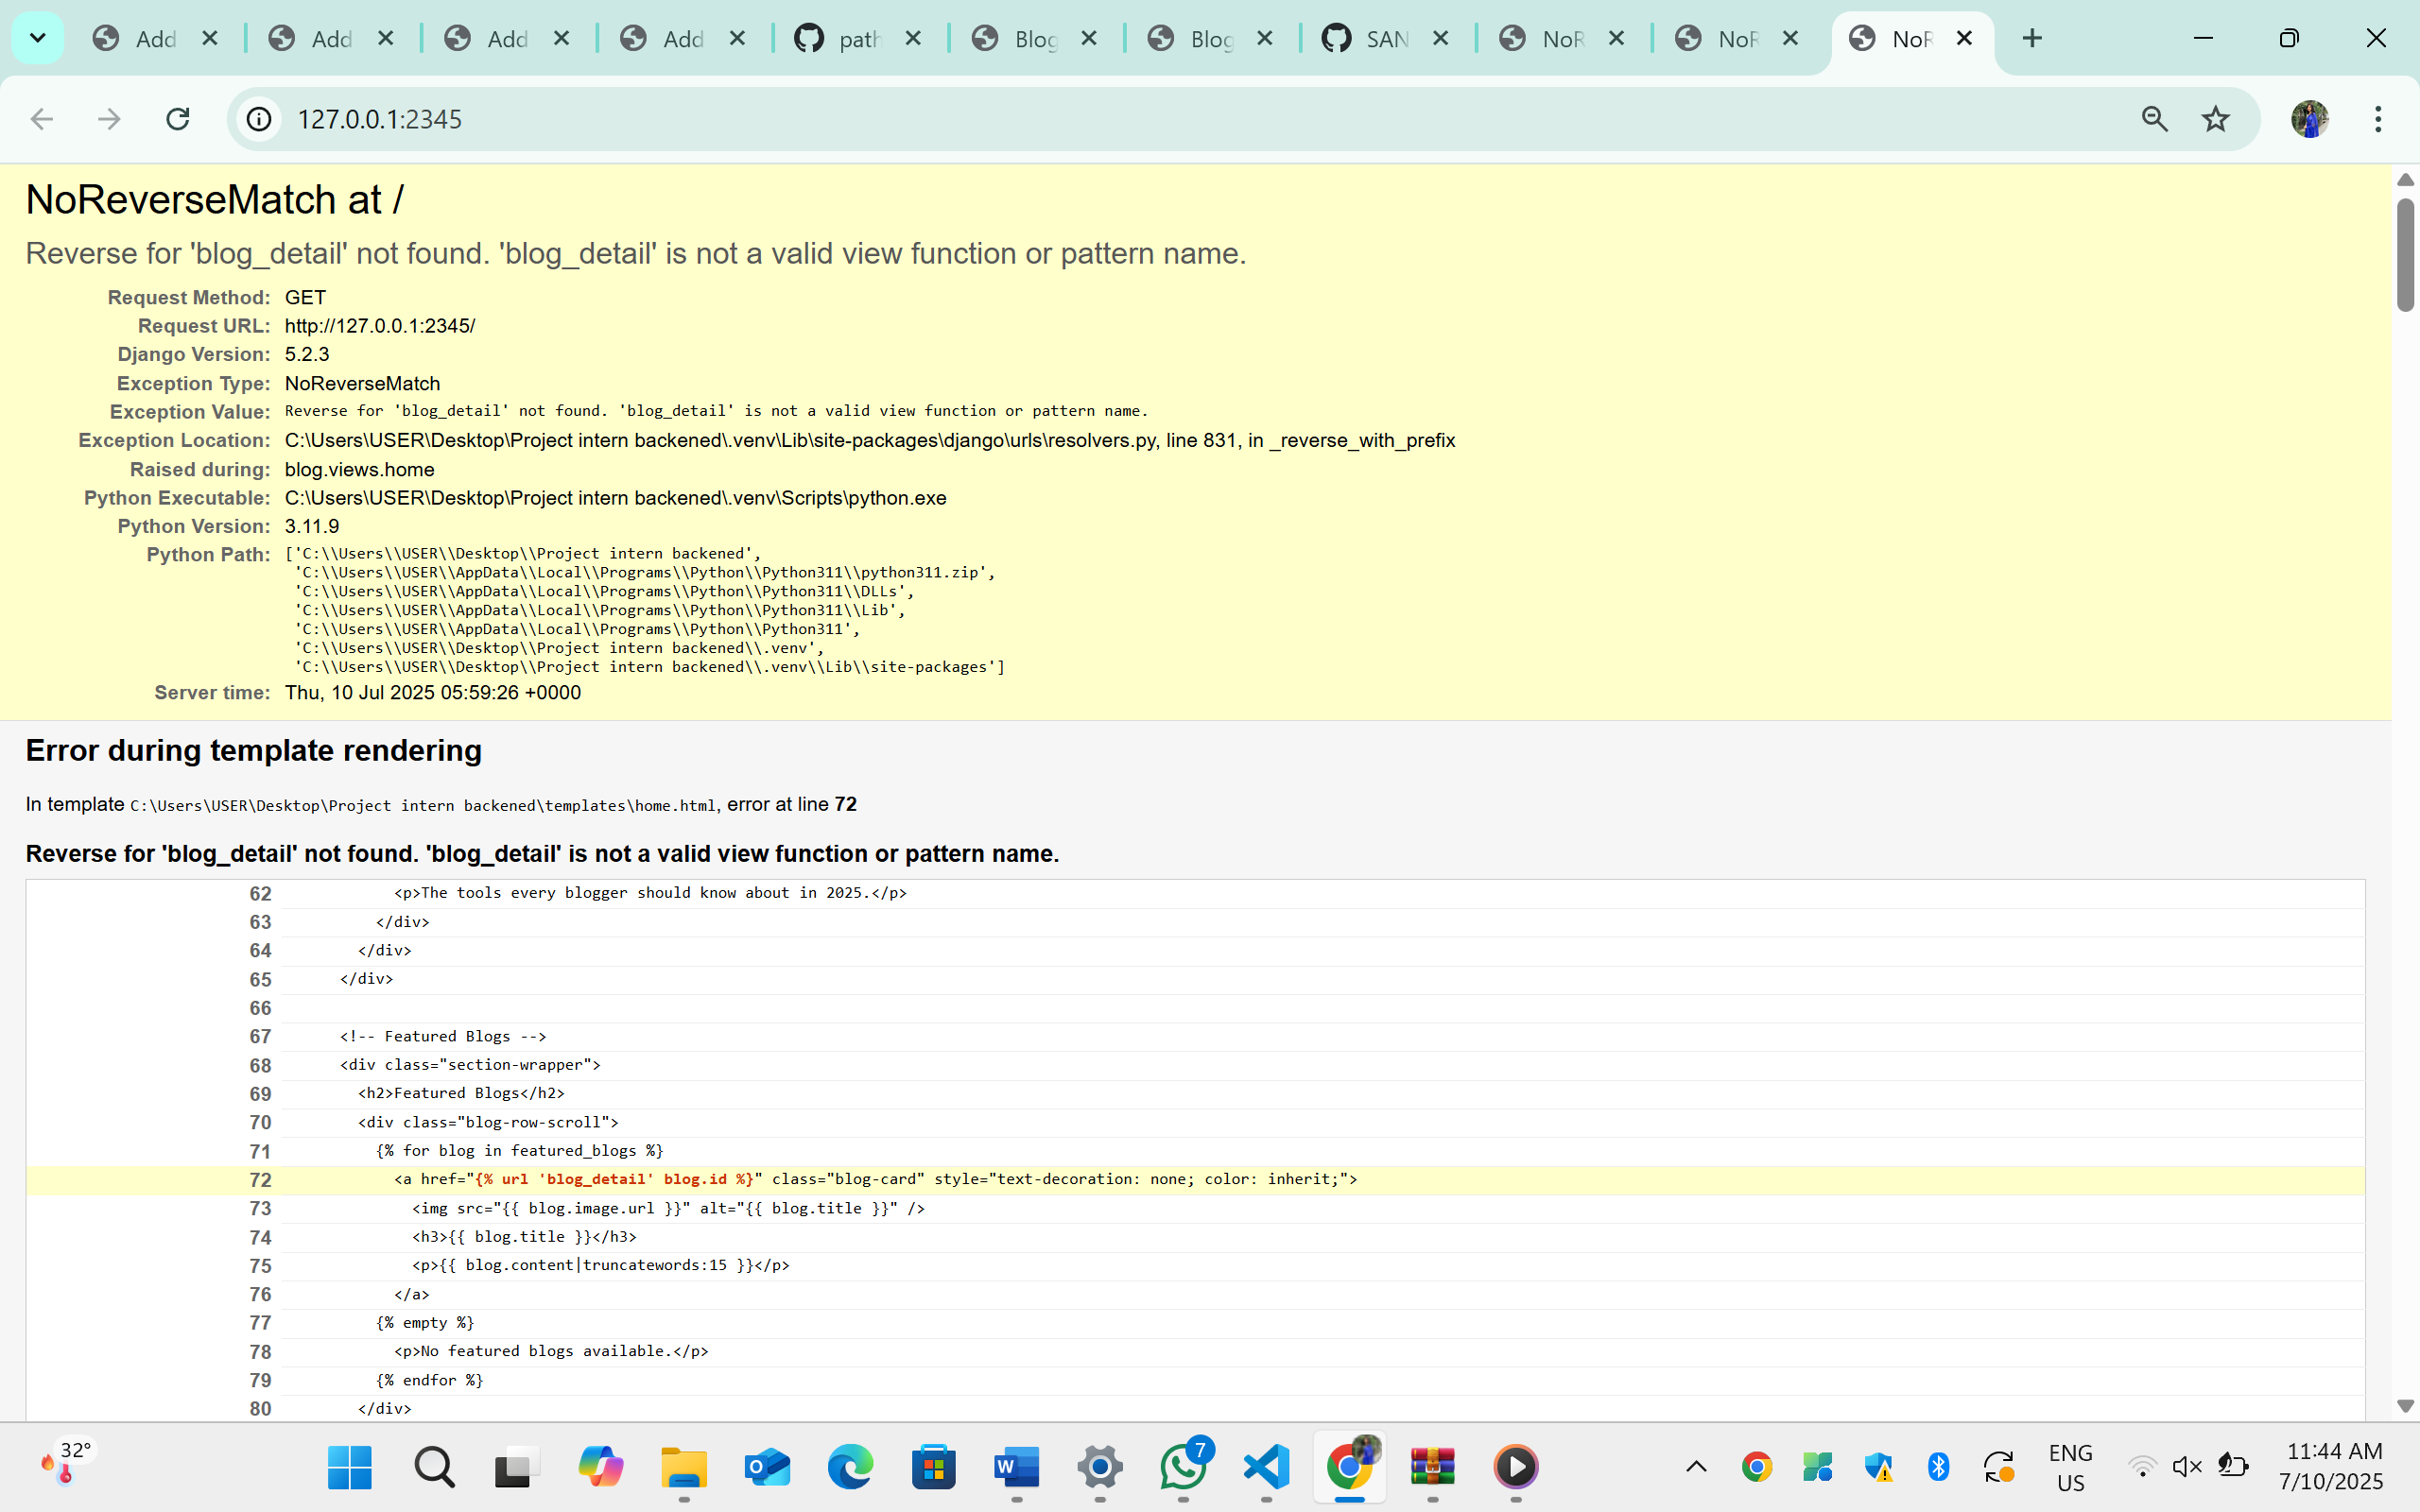 Add
Add
Add
Add
path
Blog
Blog
SAN
NoR
NoR
NoR
127.0.0.1:2345
NoReverseMatch at /
Reverse for 'blog_detail' not found. 'blog_detail' is not a valid view function or pattern name.
Request Method: GET
Request URL: http://127.0.0.1:2345/
Django Version: 5.2.3
Exception Type: NoReverseMatch
Exception Value: Reverse for 'blog_detail' not found. 'blog_detail' is not a valid view function or pattern name.
Exception Location: C:\Users\USER\Desktop\Project intern backened\.venv\Lib\site-packages\django\urls\resolvers.py, line 831, in _reverse_with_prefix
Raised during: blog.views.home
Python Executable: C:\Users\USER\Desktop\Project intern backened\.venv\Scripts\python.exe
Python Version: 3.11.9
Python Path: ['C:\\Users\\USER\\Desktop\\Project intern backened',
'C:\\Users\\USER\\AppData\\Local\\Programs\\Python\\Python311\\python311.zip',
'C:\\Users\\USER\\AppData\\Local\\Programs\\Python\\Python311\\DLLs',
'C:\\Users\\USER\\AppData\\Local\\Programs\\Python\\Python311\\Lib',
'C:\\Users\\USER\\AppData\\Local\\Programs\\Python\\Python311',
'C:\\Users\\USER\\Desktop\\Project intern backened\\.venv',
'C:\\Users\\USER\\Desktop\\Project intern backened\\.venv\\Lib\\site-packages']
Server time: Thu, 10 Jul 2025 05:59:26 +0000
Error during template rendering
In template C:\Users\USER\Desktop\Project intern backened\templates\home.html, error at line 72
Reverse for 'blog_detail' not found. 'blog_detail' is not a valid view function or pattern name.
62 <p>The tools every blogger should know about in 2025.</p>
63 </div>
64 </div>
65 </div>
66
67 <!-- Featured Blogs -->
68 <div class="section-wrapper">
69 <h2>Featured Blogs</h2>
70 <div class="blog-row-scroll">
71 {% for blog in featured_blogs %}
72 <a href="{% url 'blog_detail' blog.id %}" class="blog-card" style="text-decoration: none; color: inherit;">
73 <img src="{{ blog.image.url }}" alt="{{ blog.title }}" />
74 <h3>{{ blog.title }}</h3>
75 <p>{{ blog.content|truncatewords:15 }}</p>
76 </a>
77 {% empty %}
78 <p>No featured blogs available.</p>
79 {% endfor %}
80 </div>
32°
7
ENG
US
11:44 AM
7/10/2025